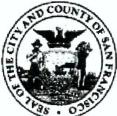 SEAL OF THE CITY AND COUNTY OF SAN FRANCISCO